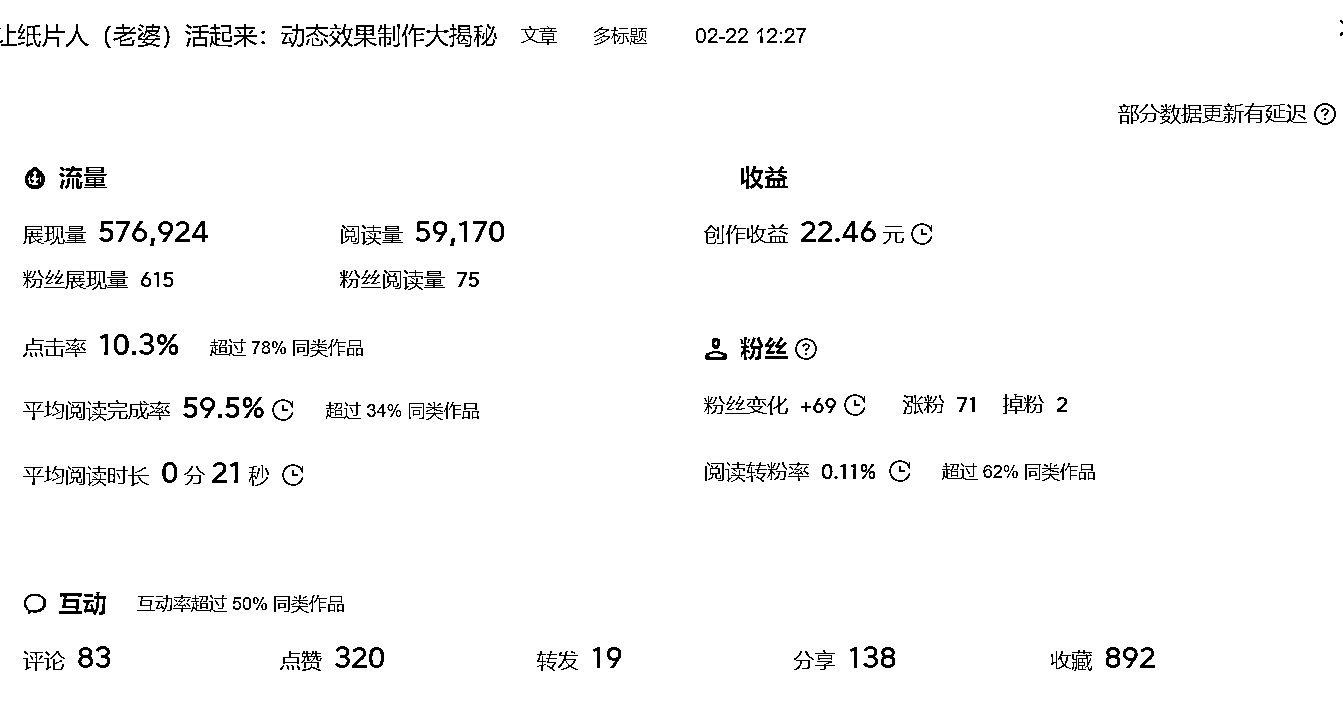 让纸片人（老婆）活起来：动态效果制作大揭秘 文章 多标题 02-22 12:27
部分数据更新有延迟
流量
展现量 576,924 阅读量 59,170
粉丝展现量 615 粉丝阅读量 75
点击率 10.3% 超过 78% 同类作品
平均阅读完成率 59.5% 超过 34% 同类作品
平均阅读时长 0 分 21 秒
收益
创作收益 22.46 元
粉丝
粉丝变化 +69 涨粉 71 掉粉 2
阅读转粉率 0.11% 超过 62% 同类作品
互动 互动率超过 50% 同类作品
评论 83 点赞 320 转发 19 分享 138 收藏 892